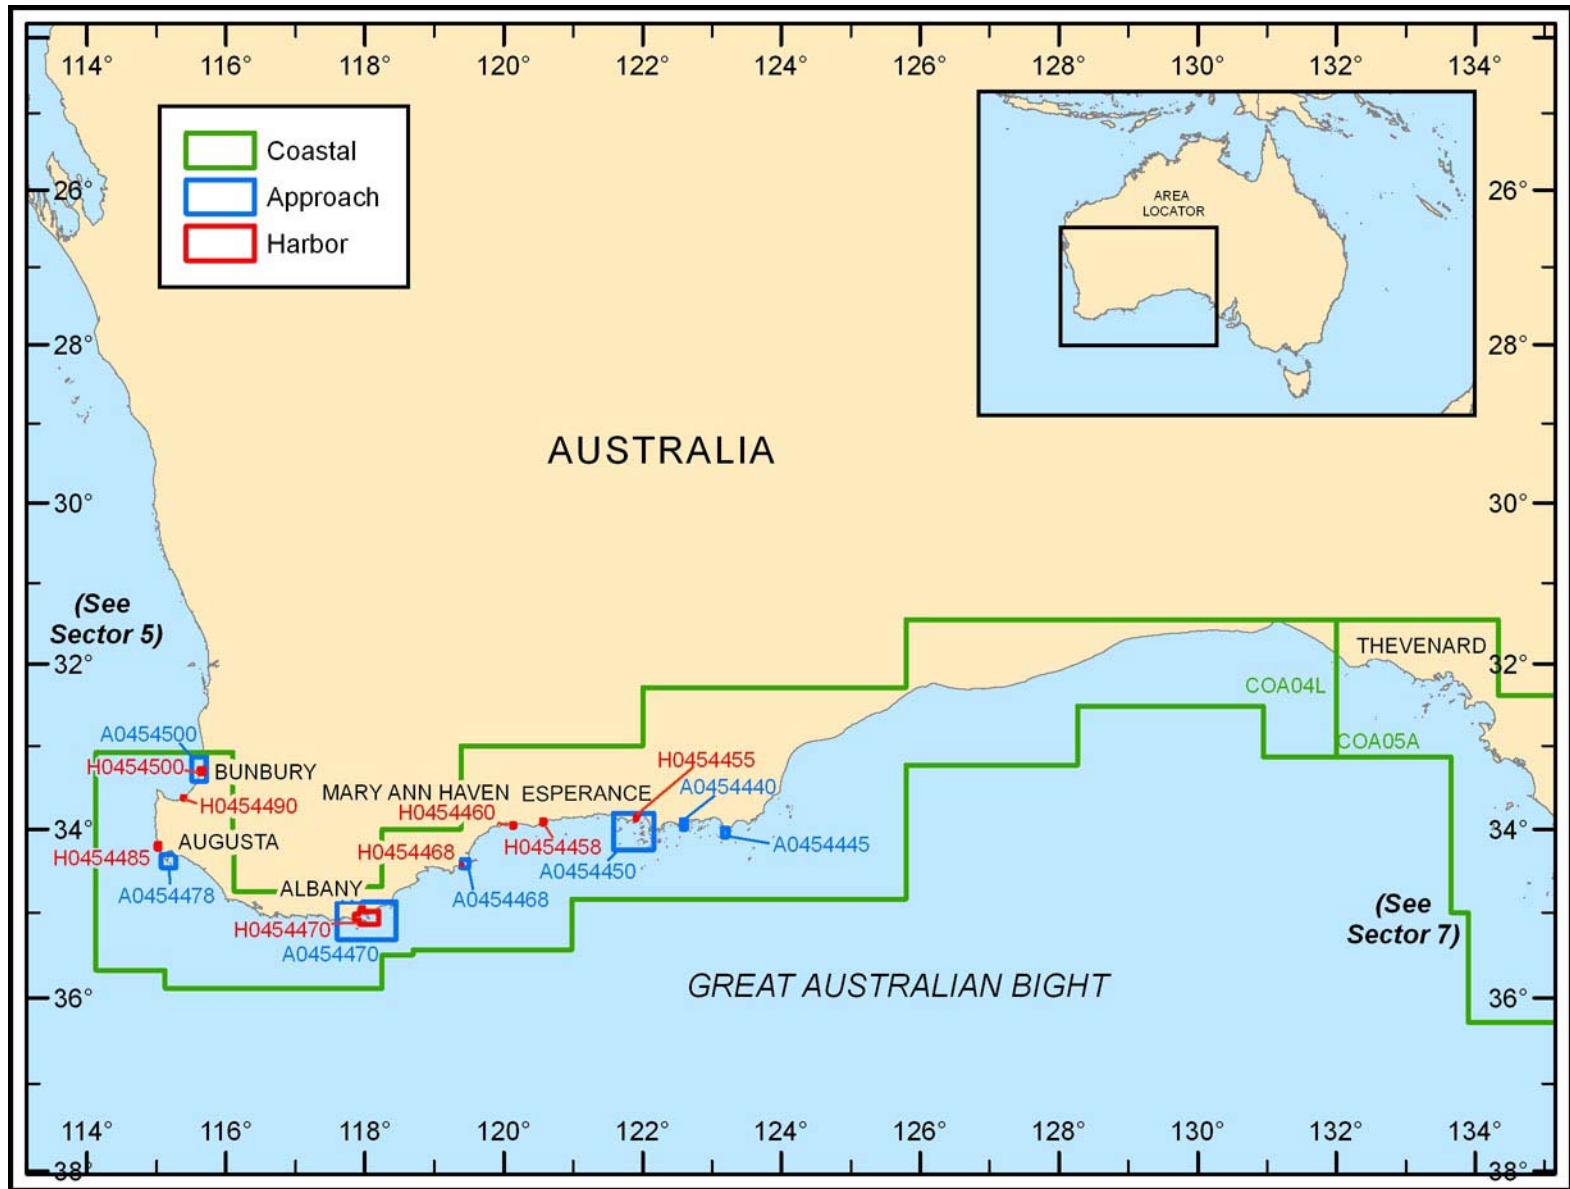 114° 116° 118° 120° 122° 124° 126° 128° 130° 132° 134°
Coastal
Approach
Harbor
AREA
LOCATOR
26° 26°
28° 28°
AUSTRALIA
30° 30°
(See
Sector 5)
THEVENARD
32° 32°
COA04L
A0454500
COA05A
H0454455
H0454500 BUNBURY
A0454440
MARY ANN HAVEN ESPERANCE
H0454490
H0454460
34° 34°
AUGUSTA
H0454468 H0454458 A0454445
H0454485
A0454450
ALBANY
A0454478 A0454468
(See
Sector 7)
H0454470
A0454470
GREAT AUSTRALIAN BIGHT
36° 36°
114° 116° 118° 120° 122° 124° 126° 128° 130° 132° 134°
38° 38°